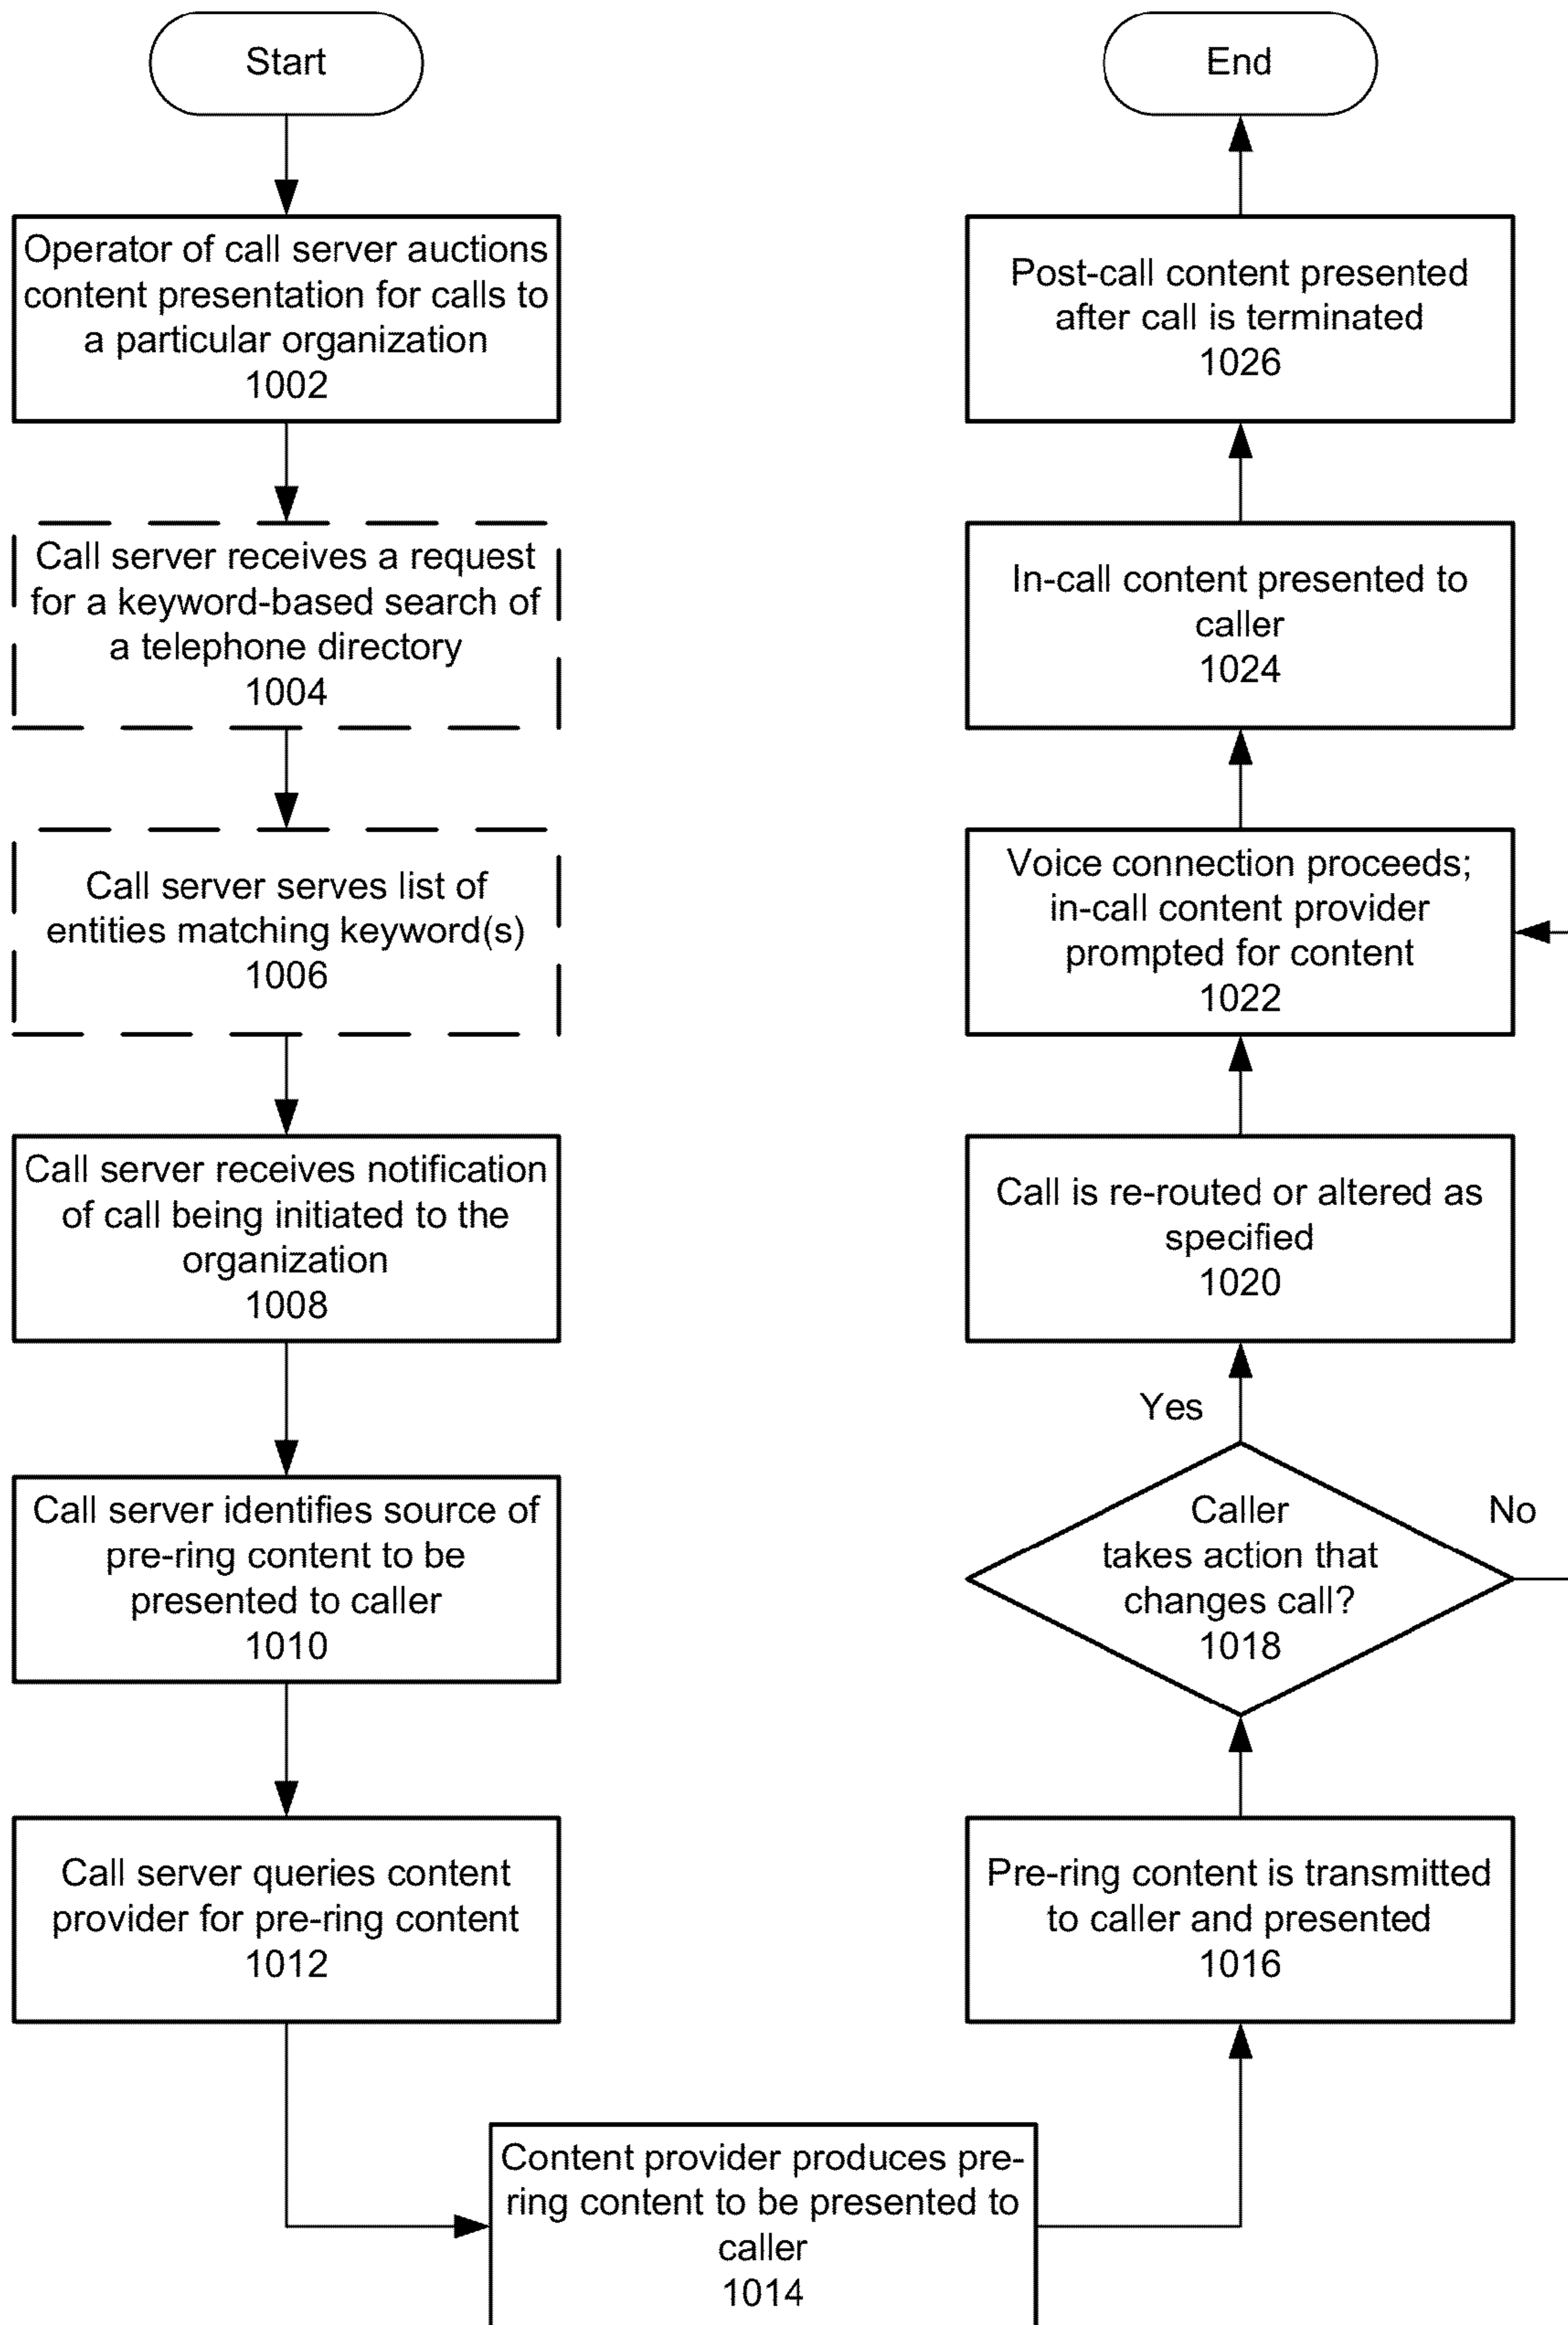 Start
Operator of call server auctions
content presentation for calls to
a particular organization
1002
Call server receives a request
for a keyword-based search of
a telephone directory
1004
Call server serves list of
entities matching keyword(s)
1006
Call server receives notification
of call being initiated to the
organization
1008
Call server identifies source of
pre-ring content to be
presented to caller
1010
Call server queries content
provider for pre-ring content
1012
Content provider produces pre-
ring content to be presented to
caller
1014
Pre-ring content is transmitted
to caller and presented
1016
Caller
takes action that
changes call?
1018
Yes
No
Call is re-routed or altered as
specified
1020
Voice connection proceeds;
in-call content provider
prompted for content
1022
In-call content presented to
caller
1024
Post-call content presented
after call is terminated
1026
End